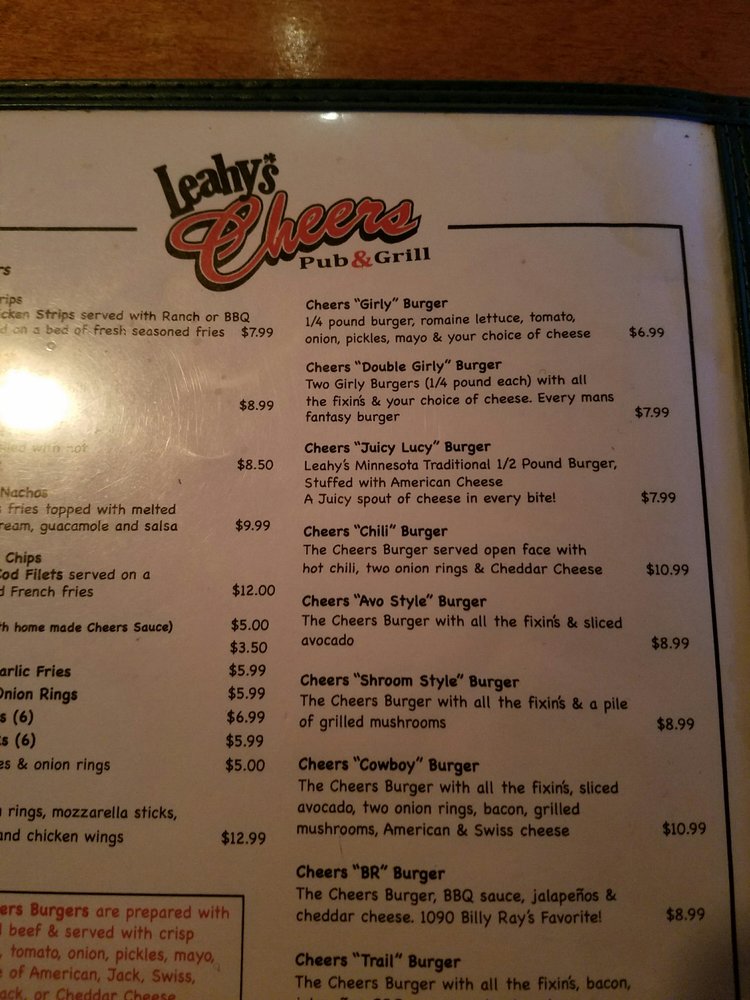 Leahy's
Cheers
Pub & Grill
Strips served with Ranch or BBQ
on a bed of fresh seasoned fries $7.99
$8.99
$8.50
Nachos
fries topped with melted
guacamole and salsa $9.99
Chips
Cod Filets served on a
French fries $12.00
home made Cheers Sauce) $5.00
$3.50
Fries $5.99
Onion Rings $5.99
(6) $6.99
(6) $5.99
& onion rings $5.00
rings, mozzarella sticks,
and chicken wings $12.99
Burgers are prepared with
beef & served with crisp
, tomato, onion, pickles, mayo,
of American, Jack, Swiss,
or Cheddar Cheese
Cheers "Girly" Burger
1/4 pound burger, romaine lettuce, tomato,
onion, pickles, mayo & your choice of cheese $6.99
Cheers "Double Girly" Burger
Two Girly Burgers (1/4 pound each) with all
the fixin's & your choice of cheese. Every mans
fantasy burger $7.99
Cheers "Juicy Lucy" Burger
Leahy's Minnesota Traditional 1/2 Pound Burger,
Stuffed with American Cheese
A Juicy spout of cheese in every bite! $7.99
Cheers "Chili" Burger
The Cheers Burger served open face with
hot chili, two onion rings & Cheddar Cheese $10.99
Cheers "Avo Style" Burger
The Cheers Burger with all the fixin's & sliced
avocado $8.99
Cheers "Shroom Style" Burger
The Cheers Burger with all the fixin's & a pile
of grilled mushrooms $8.99
Cheers "Cowboy" Burger
The Cheers Burger with all the fixin's, sliced
avocado, two onion rings, bacon, grilled
mushrooms, American & Swiss cheese $10.99
Cheers "BR" Burger
The Cheers Burger, BBQ sauce, jalapeños &
cheddar cheese. 1090 Billy Ray's Favorite! $8.99
Cheers "Trail" Burger
The Cheers Burger with all the fixin's, bacon,